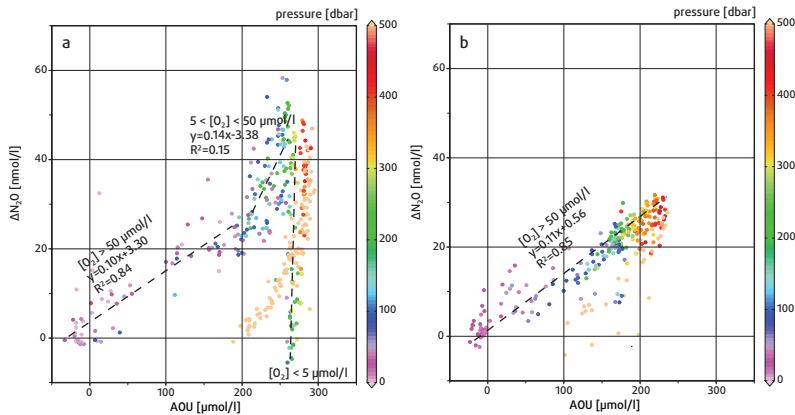 pressure [dbar]
a
60
40
20
0
ΔN₂O [nmol/l]
5 < [O₂] < 50 µmol/l
y=0.14x-3.38
R²=0.15
[O₂] > 50 µmol/l
y=0.10x+3.30
R²=0.84
[O₂] < 5 µmol/l
0
100
200
300
AOU [µmol/l]
500
400
300
200
100
0
pressure [dbar]
b
60
40
20
0
ΔN₂O [nmol/l]
[O₂] > 50 µmol/l
y=0.11x+0.56
R²=0.85
0
100
200
300
AOU [µmol/l]
500
400
300
200
100
0